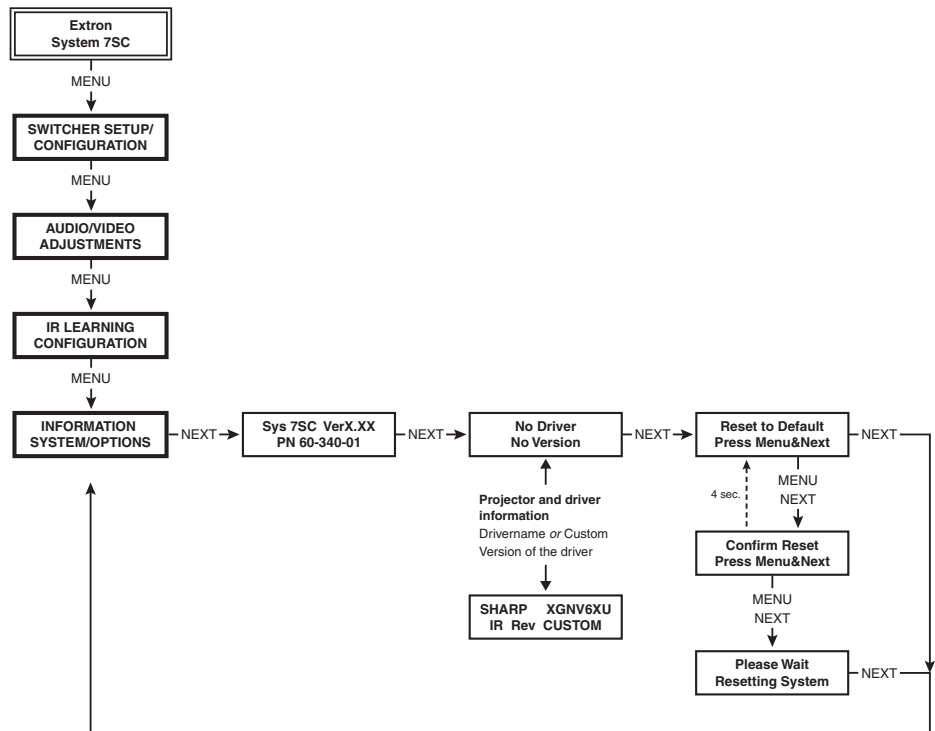 Extron
System 7SC
MENU
SWITCHER SETUP/
CONFIGURATION
MENU
AUDIO/VIDEO
ADJUSTMENTS
MENU
IR LEARNING
CONFIGURATION
MENU
INFORMATION
SYSTEM/OPTIONS
NEXT
Sys 7SC VerX.XX
PN 60-340-01
NEXT
No Driver
No Version
NEXT
Reset to Default
Press Menu&Next
NEXT
Projector and driver
information
Drivername or Custom
Version of the driver
SHARP XGNV6XU
IR Rev CUSTOM
4 sec.
MENU
NEXT
Confirm Reset
Press Menu&Next
MENU
NEXT
Please Wait
Resetting System
NEXT